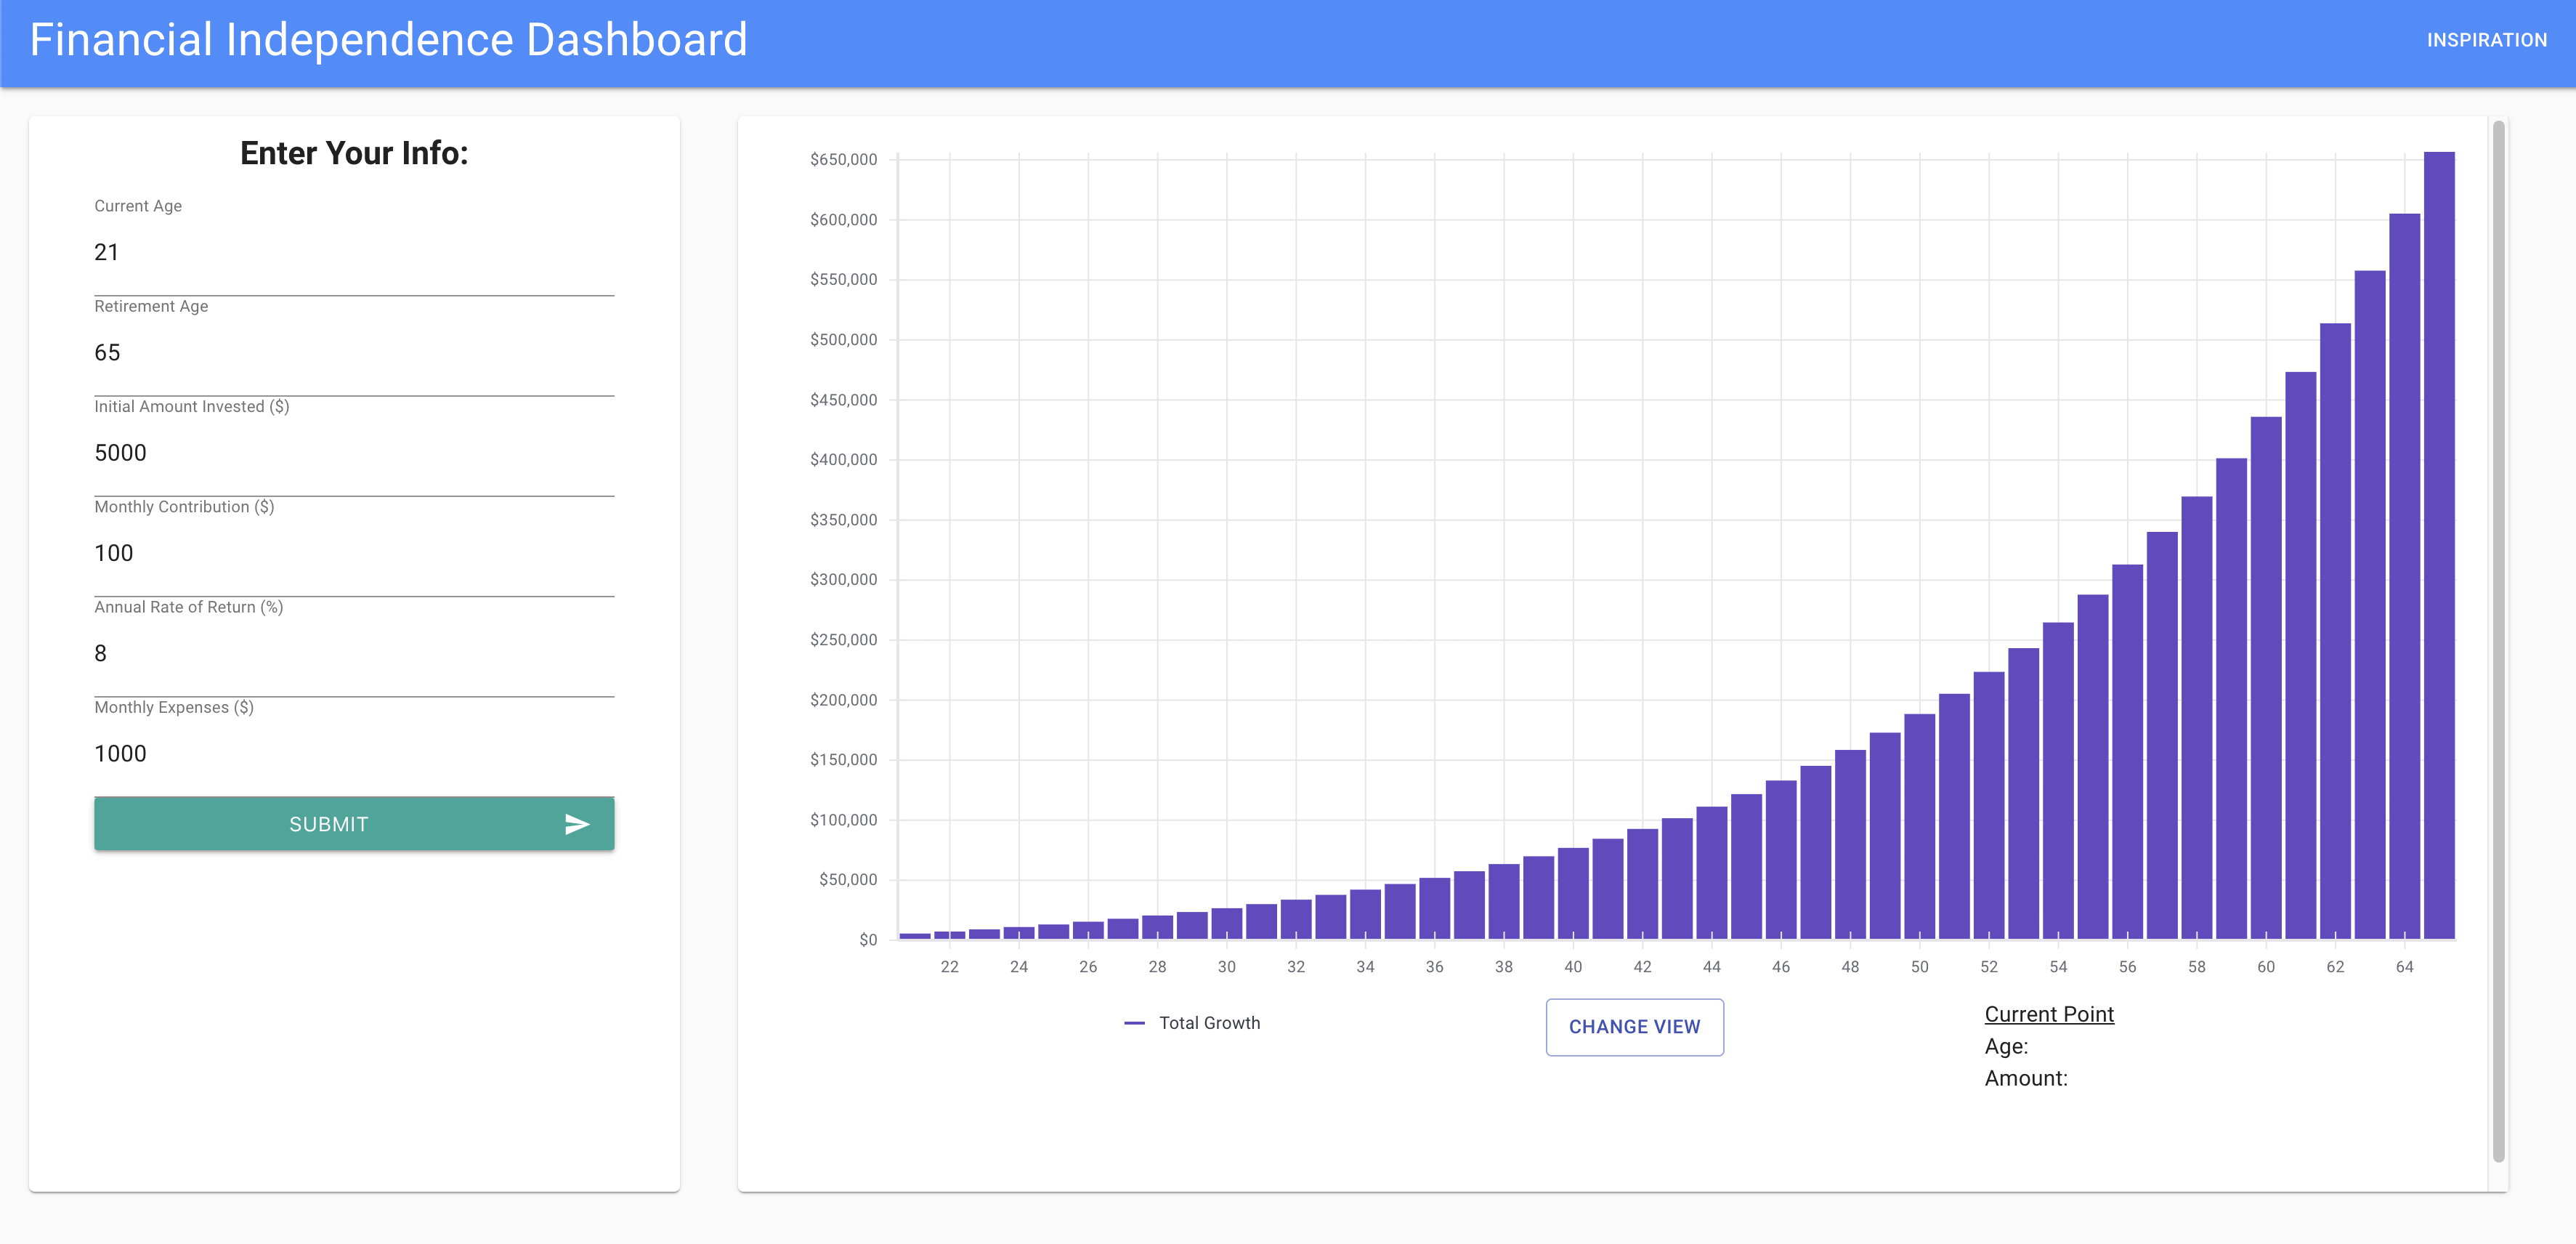 Financial Independence Dashboard
INSPIRATION
Enter Your Info:
Current Age
21
Retirement Age
65
Initial Amount Invested ($)
5000
Monthly Contribution ($)
100
Annual Rate of Return (%)
8
Monthly Expenses ($)
1000
SUBMIT
$650,000
$600,000
$550,000
$500,000
$450,000
$400,000
$350,000
$300,000
$250,000
$200,000
$150,000
$100,000
$50,000
$0
22 24 26 28 30 32 34 36 38 40 42 44 46 48 50 52 54 56 58 60 62 64
Total Growth
CHANGE VIEW
Current Point
Age:
Amount: